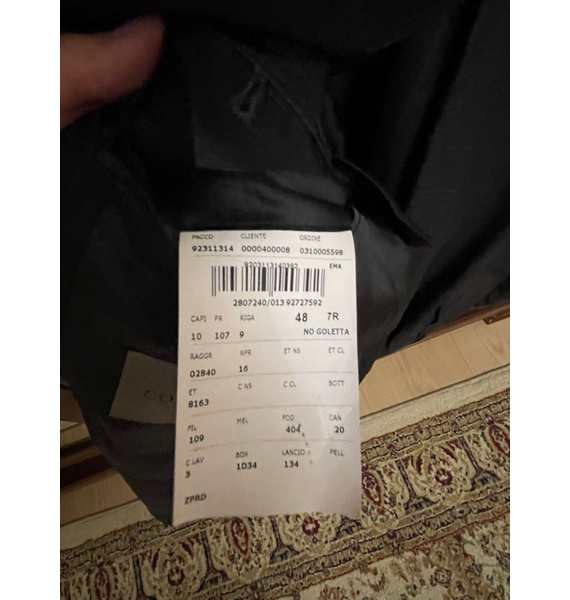 PACCO CLIENTE ORDINE
92311314 0000400008 0310005598
9203113140392 EMA
2807240/013 92727592
CAPI PR RIGA 48 7R
10 107 9 NO GOLETTA
RAGGR NPR ET NS ET CL
02840 16
ET C NS C CL BOTT
8163
FIL MEL FOD CAN
109 404 20
C LAV BOX LANCIO PELL
3 1D34 134
ZPRD